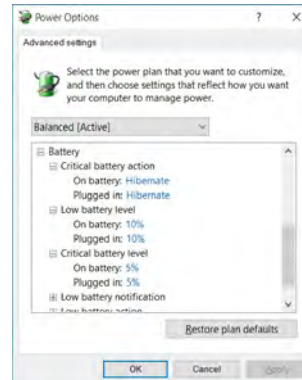 Power Options
? X
Advanced settings
Select the power plan that you want to customize,
and then choose settings that reflect how you want
your computer to manage power.
Balanced [Active]
Battery
Critical battery action
On battery: Hibernate
Plugged in: Hibernate
Low battery level
On battery: 10%
Plugged in: 10%
Critical battery level
On battery: 5%
Plugged in: 5%
Low battery notification
Low battery action
Restore plan defaults
OK Cancel Apply